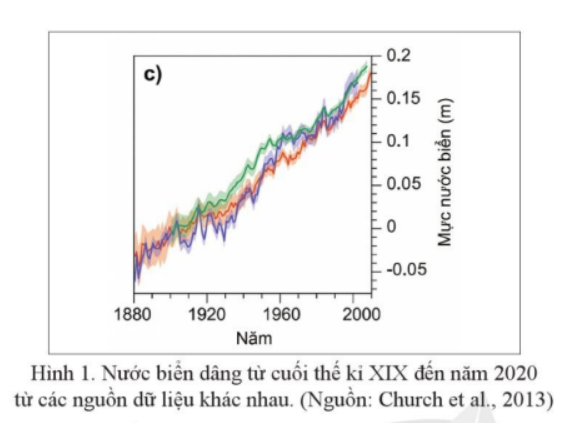 c)
0.2
0.15
0.1
0.05
0
-0.05
Mực nước biển (m)
1880 1920 1960 2000
Năm
Hình 1. Nước biển dâng từ cuối thế kỉ XIX đến năm 2020
từ các nguồn dữ liệu khác nhau. (Nguồn: Church et al., 2013)